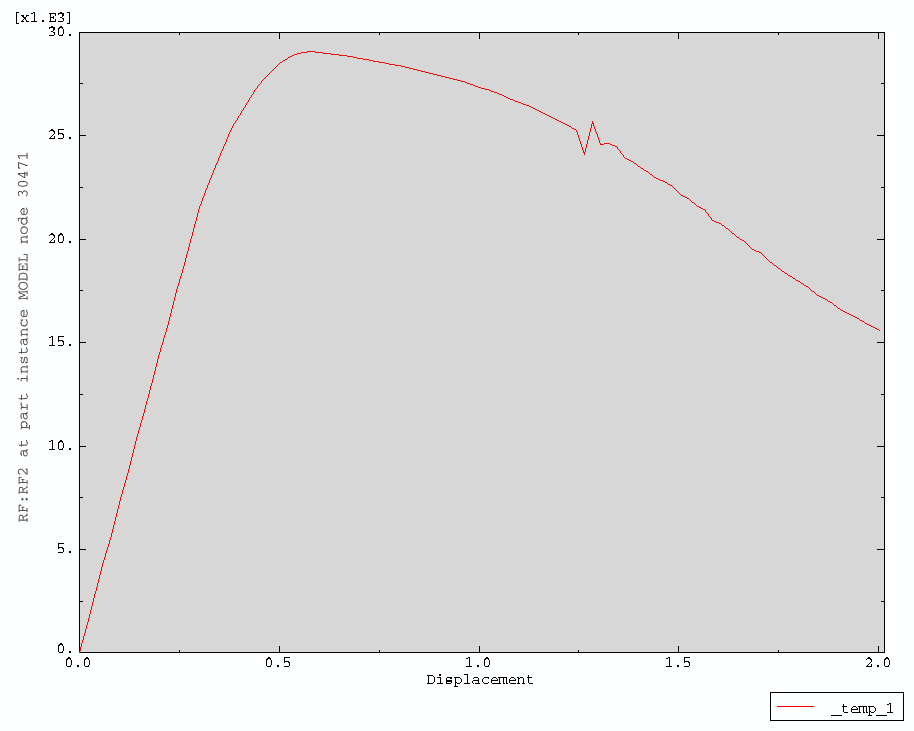 [x1.E3]
30.
25.
20.
15.
10.
5.
0.
RF:RF2 at part instance MODEL node 30471
0.0 0.5 1.0 1.5 2.0
Displacement
_temp_1